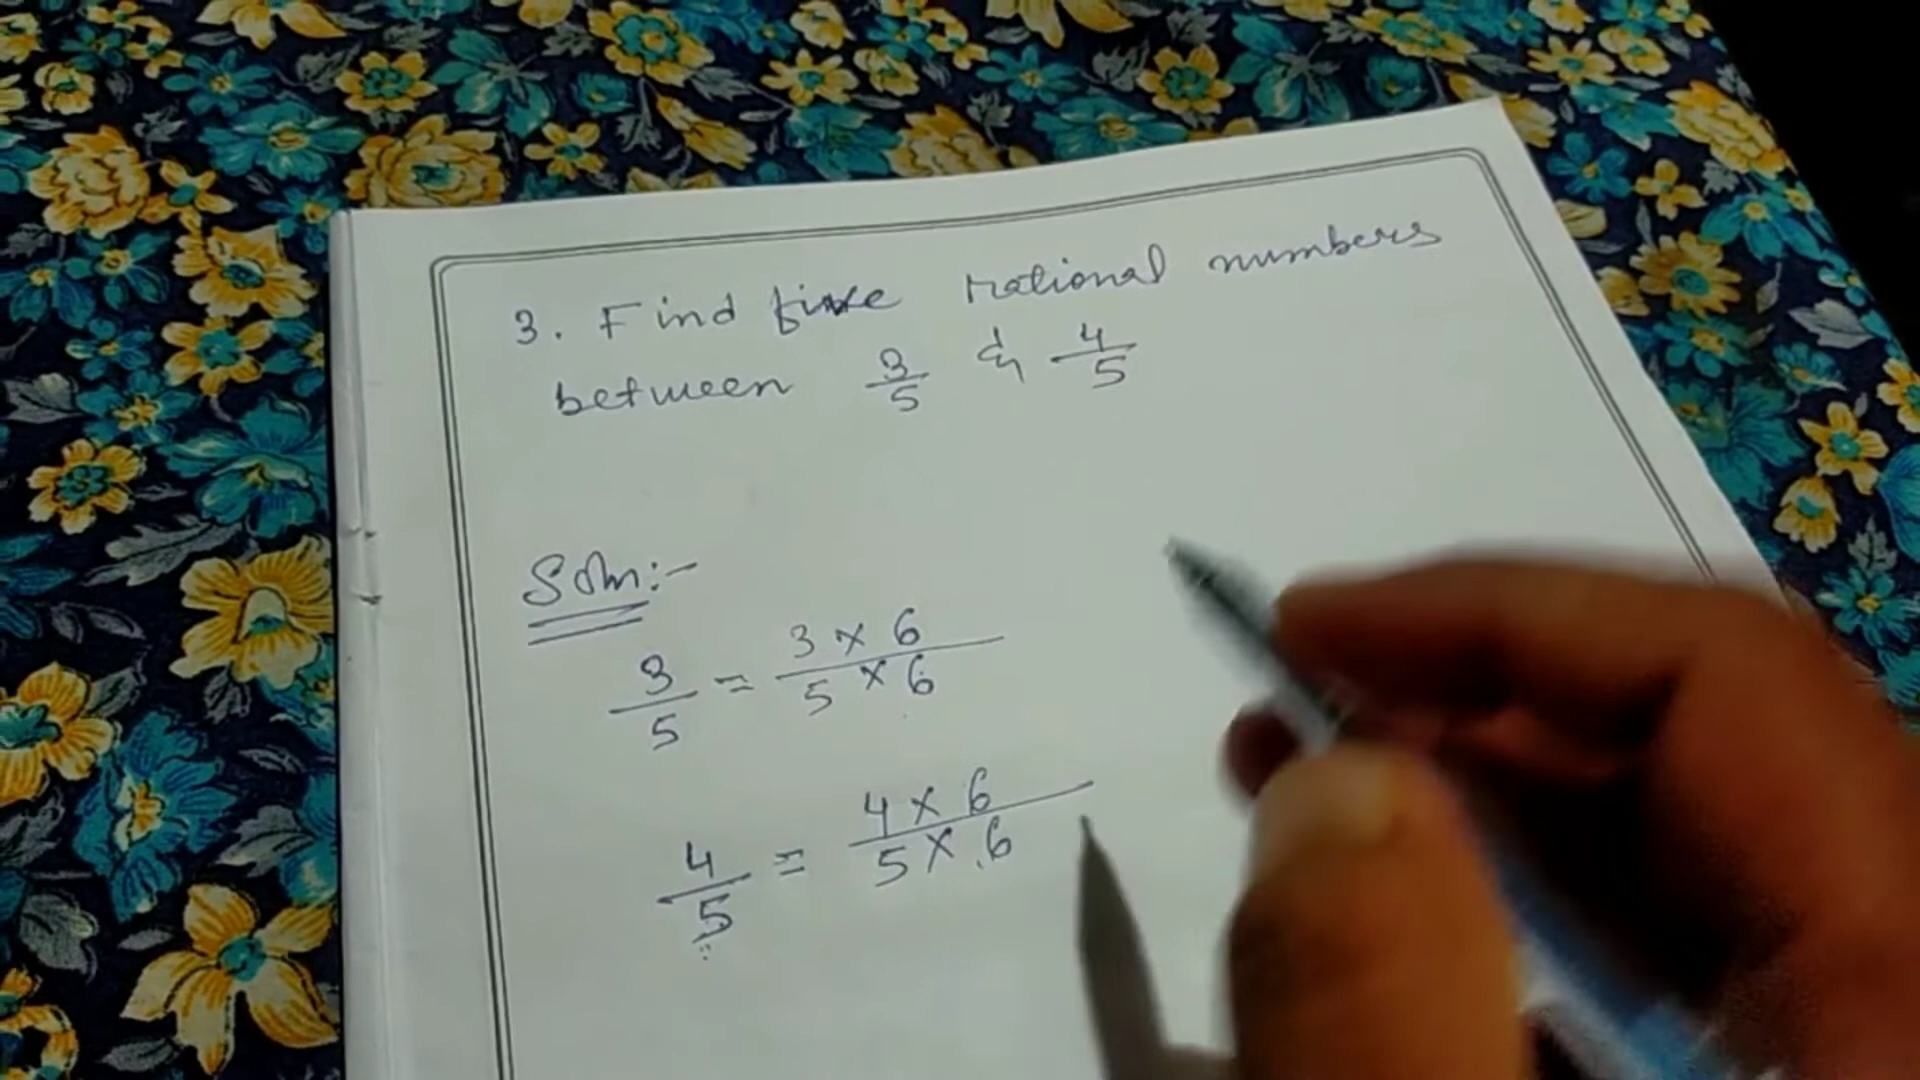 3. Find five rational numbers
between 3/5 & 4/5
Soln:-
3/5 = 3 × 6 / 5 × 6
4/5 = 4 × 6 / 5 × 6